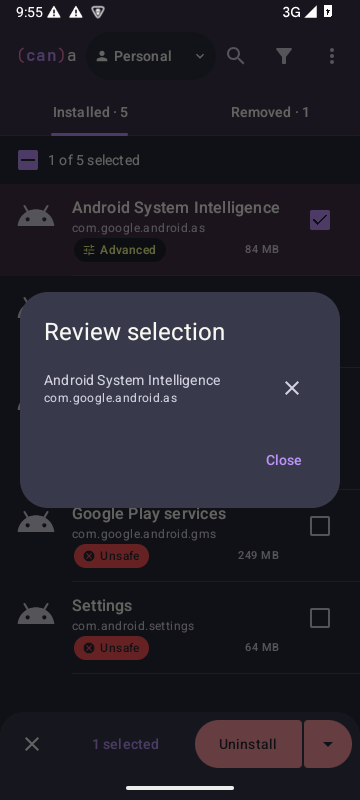 9:55
3G
(can)a
Personal
Installed · 5
Removed · 1
1 of 5 selected
Android System Intelligence
com.google.android.as
Advanced
84 MB
Review selection
Android System Intelligence
com.google.android.as
Close
Google Play services
com.google.android.gms
Unsafe
249 MB
Settings
com.android.settings
Unsafe
64 MB
1 selected
Uninstall